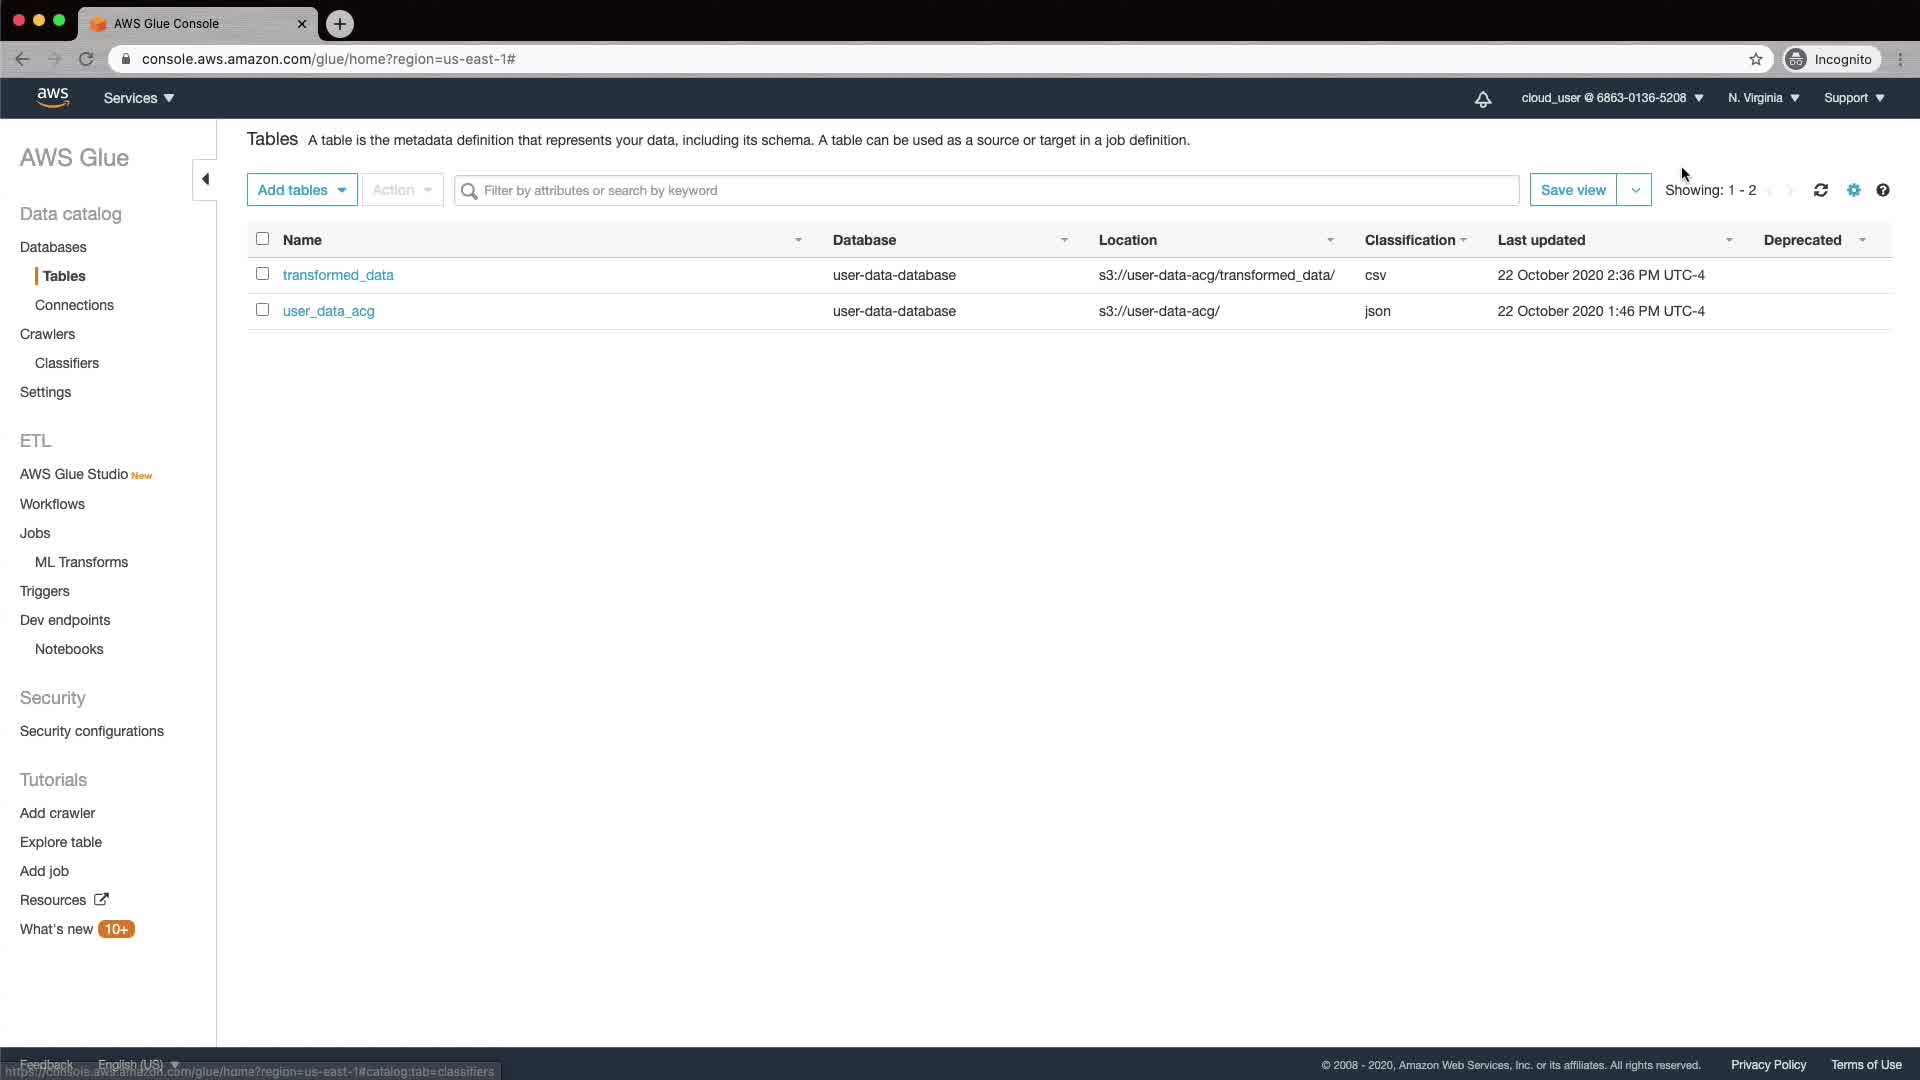 AWS Glue Console
console.aws.amazon.com/glue/home?region=us-east-1#
Incognito
aws
Services
cloud_user @ 6863-0136-5208
N. Virginia
Support
AWS Glue
Data catalog
Databases
Tables
Connections
Crawlers
Classifiers
Settings
ETL
AWS Glue Studio New
Workflows
Jobs
ML Transforms
Triggers
Dev endpoints
Notebooks
Security
Security configurations
Tutorials
Add crawler
Explore table
Add job
Resources
What's new 10+
Tables A table is the metadata definition that represents your data, including its schema. A table can be used as a source or target in a job definition.
Add tables Action Filter by attributes or search by keyword Save view Showing: 1 - 2
Name Database Location Classification Last updated Deprecated
transformed_data user-data-database s3://user-data-acg/transformed_data/ csv 22 October 2020 2:36 PM UTC-4
user_data_acg user-data-database s3://user-data-acg/ json 22 October 2020 1:46 PM UTC-4
Feedback English (US) © 2008 - 2020, Amazon Web Services, Inc. or its affiliates. All rights reserved. Privacy Policy Terms of Use
https://console.aws.amazon.com/glue/home?region=us-east-1#catalog:tab=classifiers